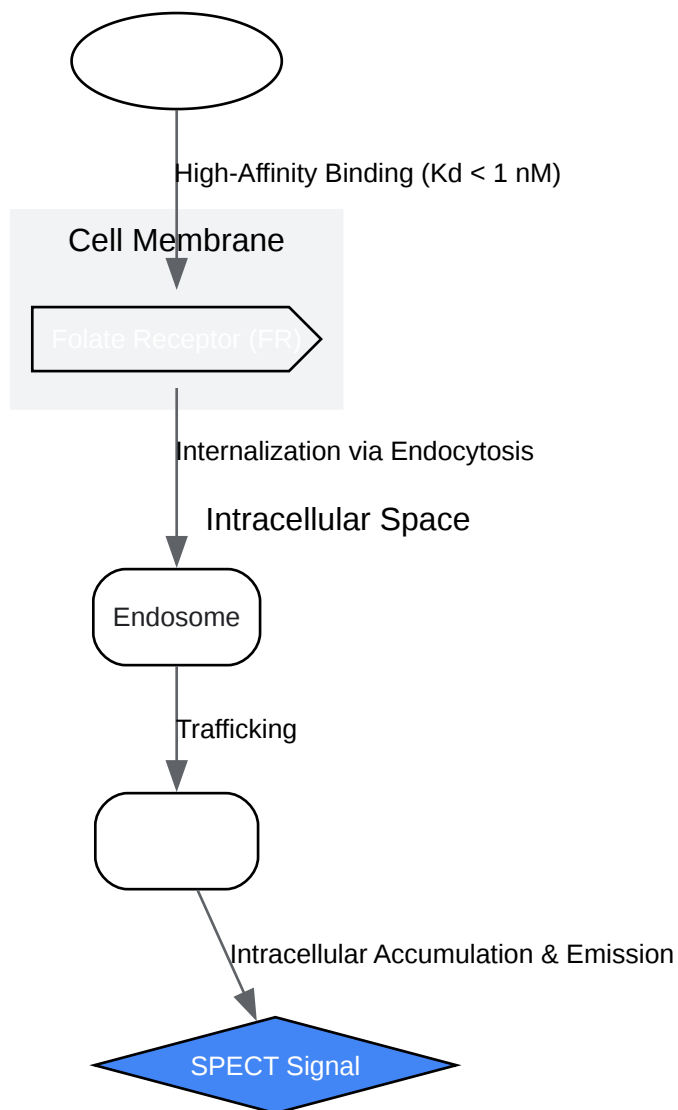 High-Affinity Binding (Kd < 1 nM)
Cell Membrane
Folate Receptor (FR)
Internalization via Endocytosis
Intracellular Space
Endosome
Trafficking
Intracellular Accumulation & Emission
SPECT Signal